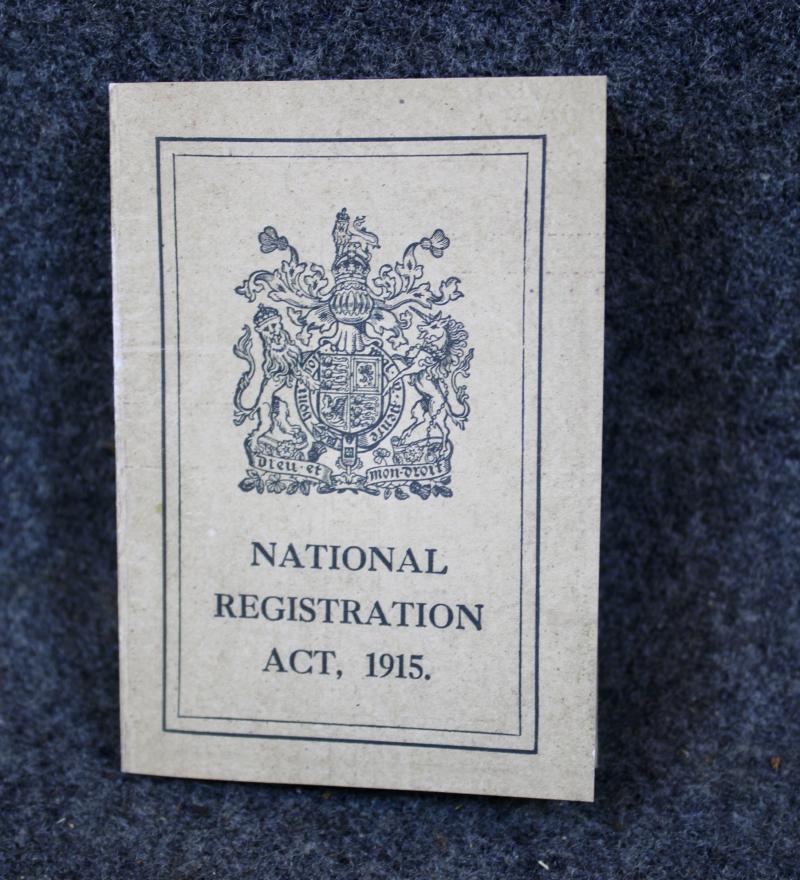 Dieu · et mon · droit
NATIONAL
REGISTRATION
ACT, 1915.